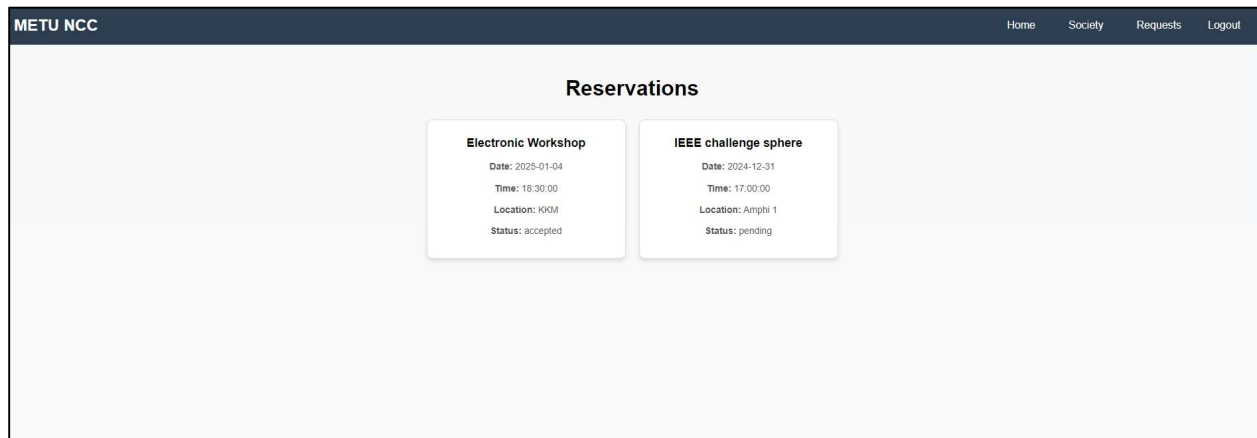 METU NCC
Home Society Requests Logout
Reservations
Electronic Workshop
Date: 2025-01-04
Time: 18:30:00
Location: KKM
Status: accepted
IEEE challenge sphere
Date: 2024-12-31
Time: 17:00:00
Location: Amphi 1
Status: pending